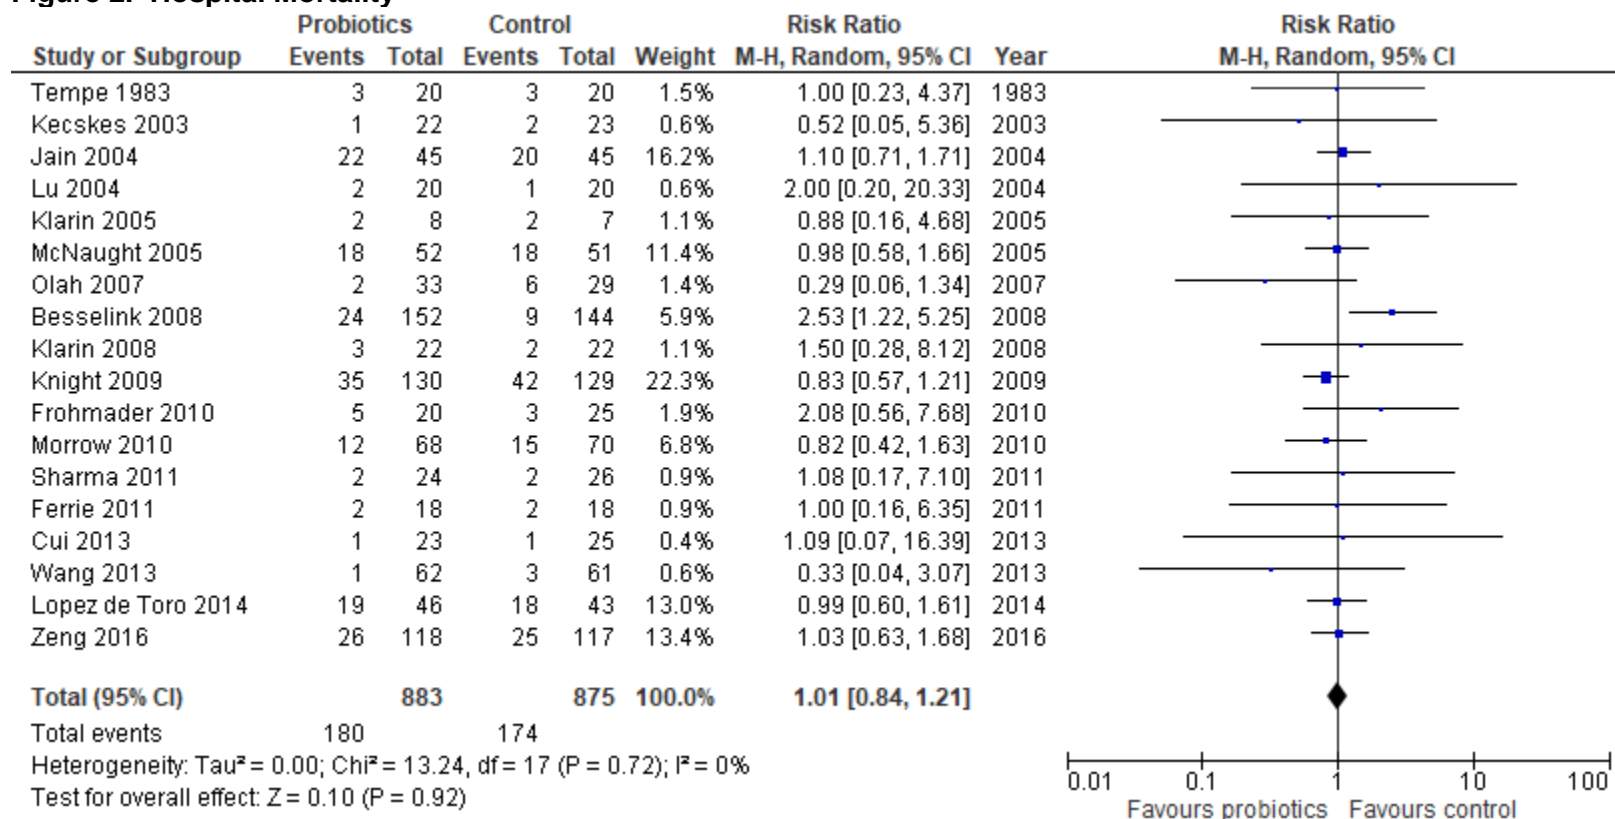 Figure 2. Hospital Mortality
Probiotics Control Risk Ratio Risk Ratio
Study or Subgroup Events Total Events Total Weight M-H, Random, 95% CI Year M-H, Random, 95% CI
Tempe 1983 3 20 3 20 1.5% 1.00 [0.23, 4.37] 1983
Kecskes 2003 1 22 2 23 0.6% 0.52 [0.05, 5.36] 2003
Jain 2004 22 45 20 45 16.2% 1.10 [0.71, 1.71] 2004
Lu 2004 2 20 1 20 0.6% 2.00 [0.20, 20.33] 2004
Klarin 2005 2 8 2 7 1.1% 0.88 [0.16, 4.68] 2005
McNaught 2005 18 52 18 51 11.4% 0.98 [0.58, 1.66] 2005
Olah 2007 2 33 6 29 1.4% 0.29 [0.06, 1.34] 2007
Besselink 2008 24 152 9 144 5.9% 2.53 [1.22, 5.25] 2008
Klarin 2008 3 22 2 22 1.1% 1.50 [0.28, 8.12] 2008
Knight 2009 35 130 42 129 22.3% 0.83 [0.57, 1.21] 2009
Frohmader 2010 5 20 3 25 1.9% 2.08 [0.56, 7.68] 2010
Morrow 2010 12 68 15 70 6.8% 0.82 [0.42, 1.63] 2010
Sharma 2011 2 24 2 26 0.9% 1.08 [0.17, 7.10] 2011
Ferrie 2011 2 18 2 18 0.9% 1.00 [0.16, 6.35] 2011
Cui 2013 1 23 1 25 0.4% 1.09 [0.07, 16.39] 2013
Wang 2013 1 62 3 61 0.6% 0.33 [0.04, 3.07] 2013
Lopez de Toro 2014 19 46 18 43 13.0% 0.99 [0.60, 1.61] 2014
Zeng 2016 26 118 25 117 13.4% 1.03 [0.63, 1.68] 2016
Total (95% CI) 883 875 100.0% 1.01 [0.84, 1.21]
Total events 180 174
Heterogeneity: Tau² = 0.00; Chi² = 13.24, df = 17 (P = 0.72); I² = 0%
Test for overall effect: Z = 0.10 (P = 0.92)
0.01 0.1 1 10 100
Favours probiotics Favours control